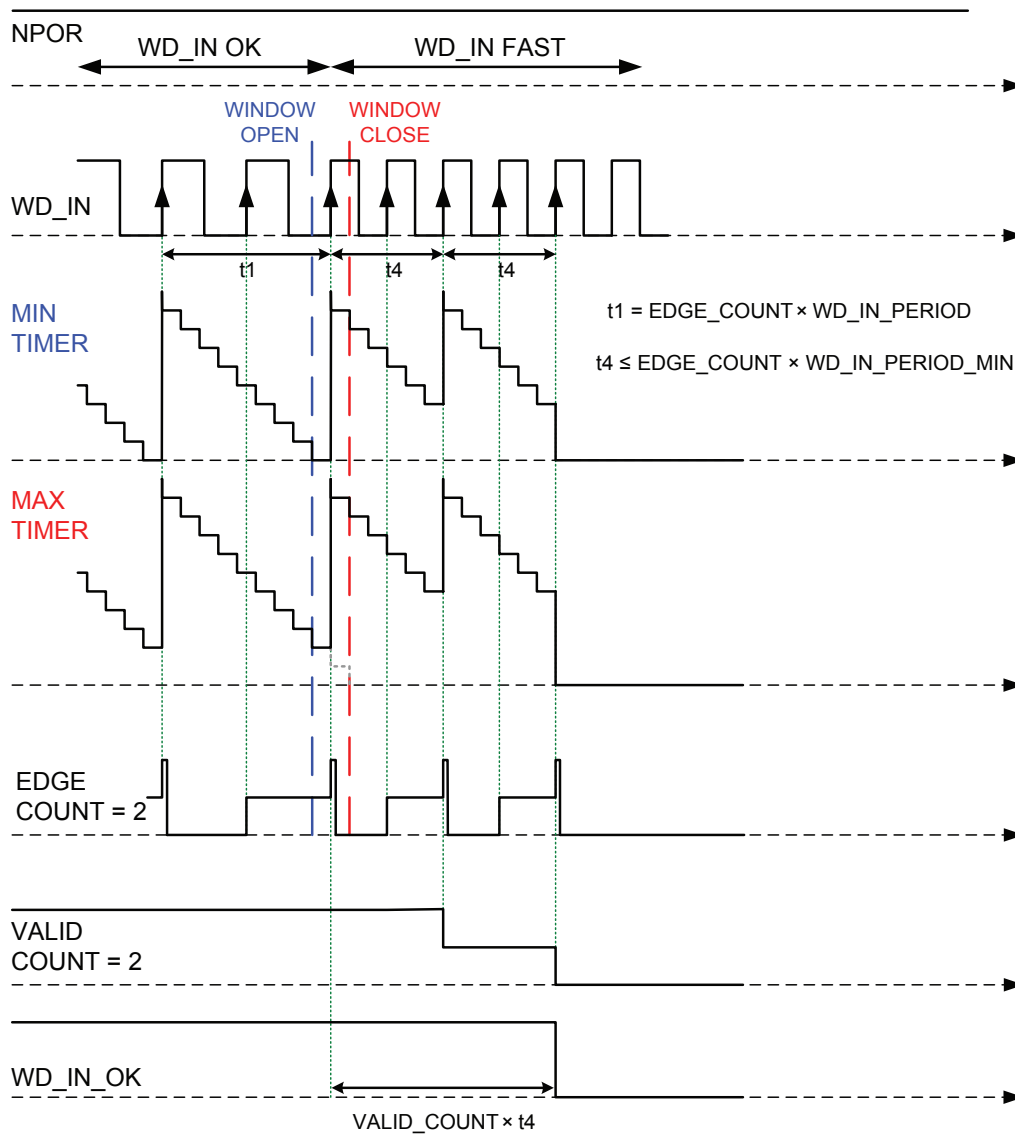 NPOR
WD_IN OK
WD_IN FAST
WINDOW
OPEN
WINDOW
CLOSE
WD_IN
t1
t4
t4
MIN
TIMER
t1 = EDGE_COUNT × WD_IN_PERIOD
t4 ≤ EDGE_COUNT × WD_IN_PERIOD_MIN
MAX
TIMER
EDGE
COUNT = 2
VALID
COUNT = 2
WD_IN_OK
VALID_COUNT × t4